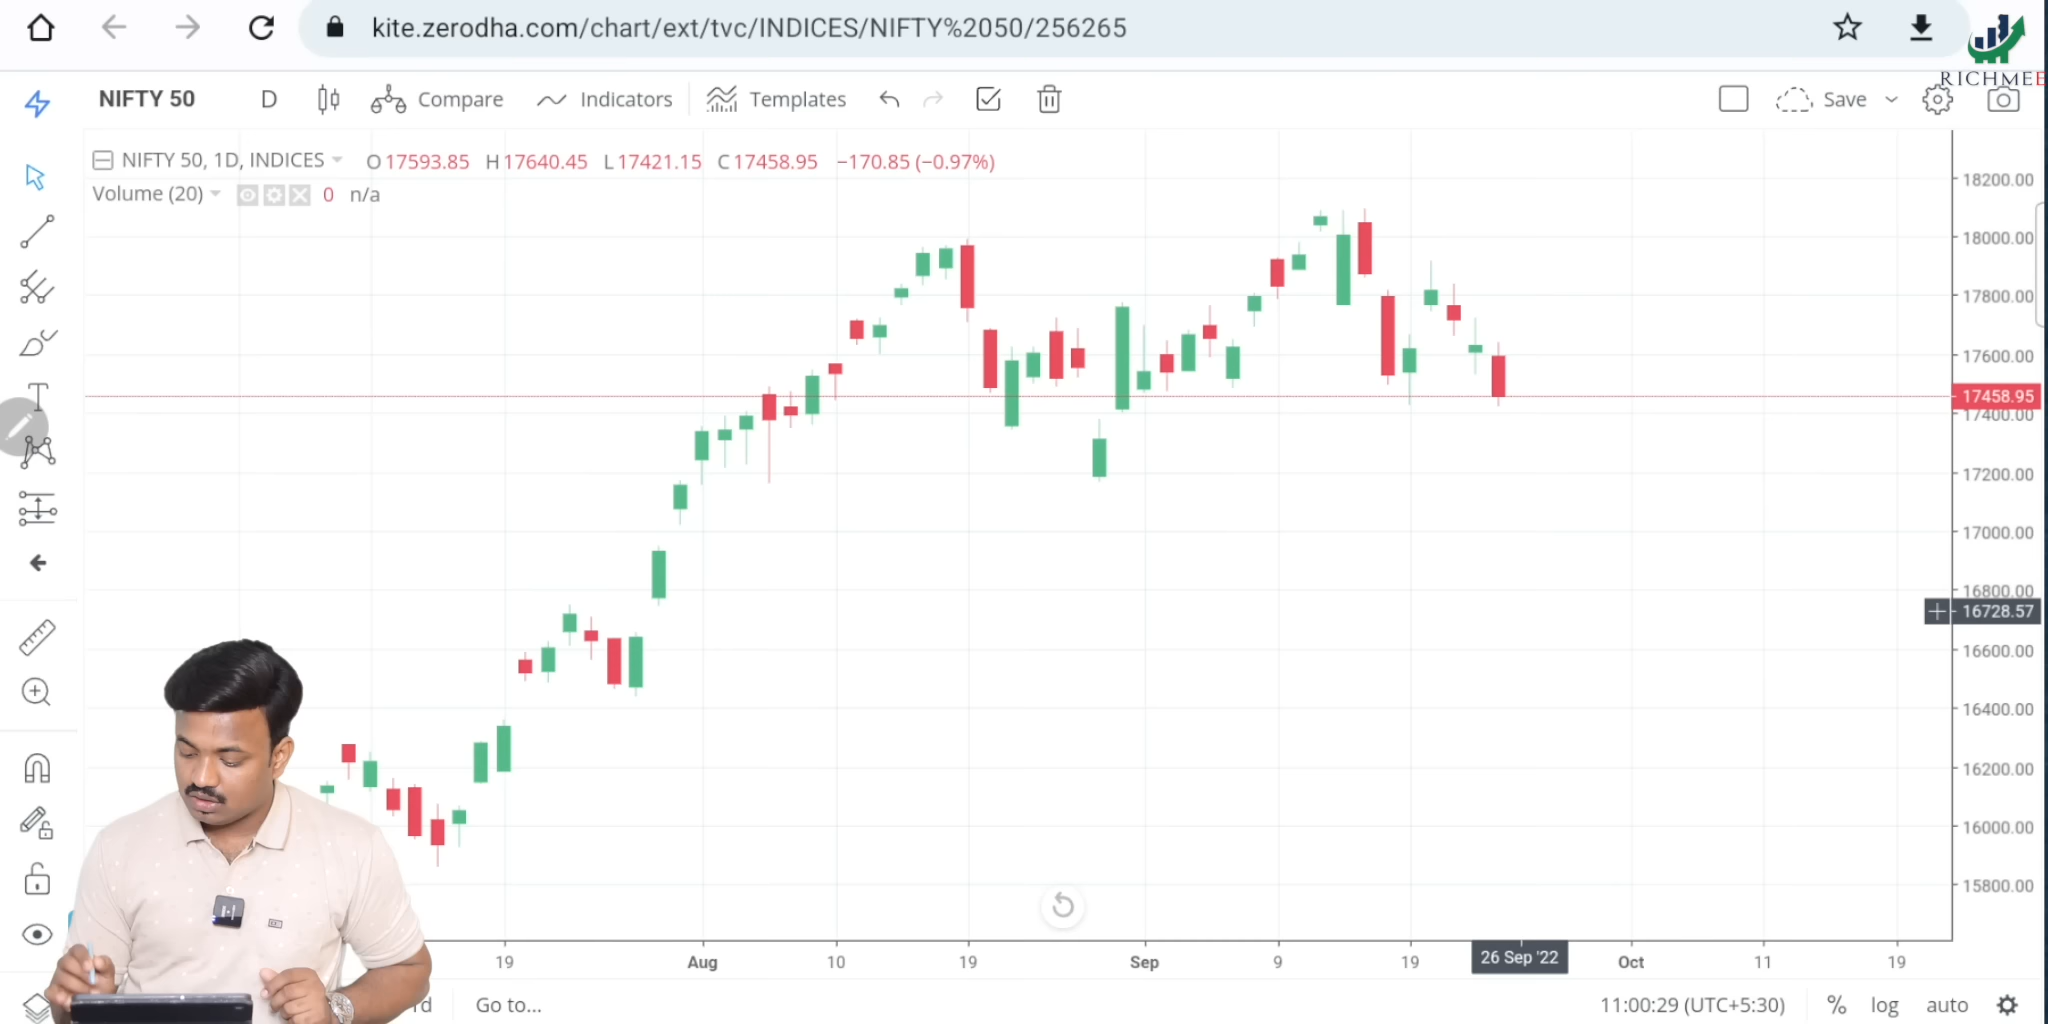 kite.zerodha.com/chart/ext/tvc/INDICES/NIFTY%2050/256265
RICHMEE
NIFTY 50 D Compare Indicators Templates Save
NIFTY 50, 1D, INDICES O17593.85 H17640.45 L17421.15 C17458.95 −170.85 (−0.97%)
Volume (20) 0 n/a
18200.00
18000.00
17800.00
17600.00
17458.95
17400.00
17200.00
17000.00
16800.00
16728.57
16600.00
16400.00
16200.00
16000.00
15800.00
19 Aug 10 19 Sep 9 19 26 Sep '22 Oct 11 19
Go to... 11:00:29 (UTC+5:30) % log auto